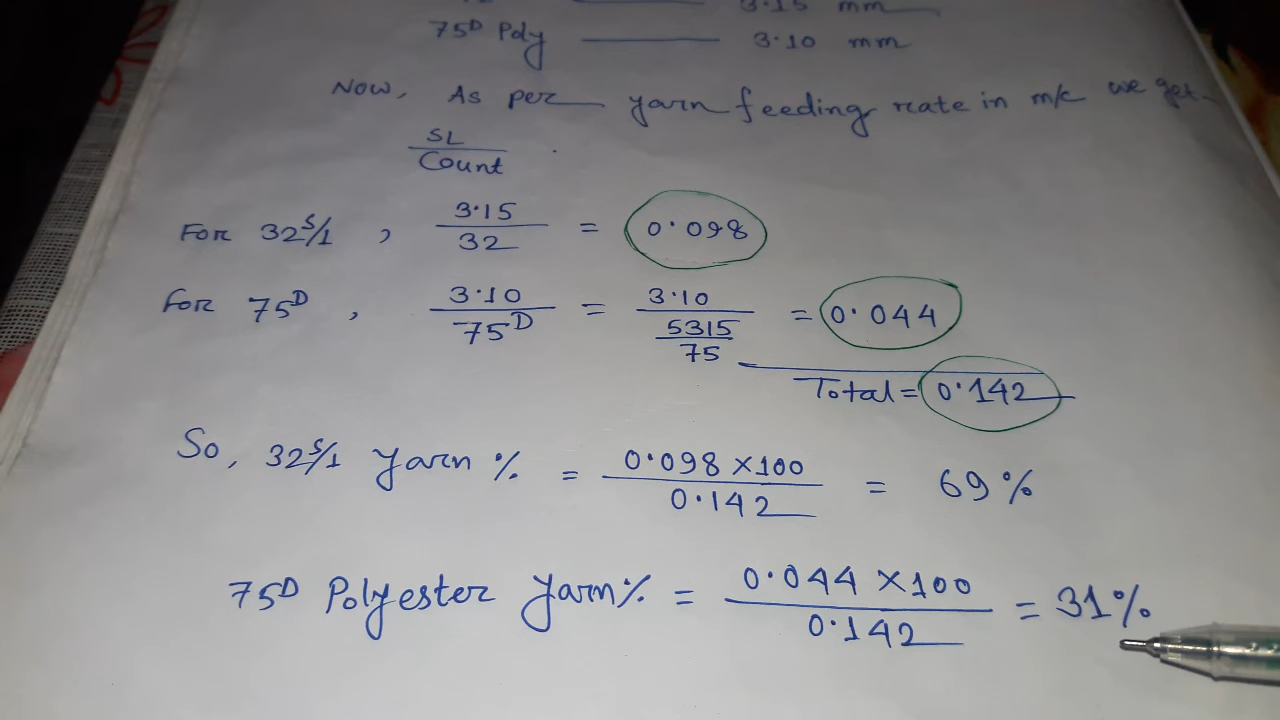 3.15 mm
75D Poly —— 3.10 mm
Now, As per yarn feeding rate in m/c we get
SL / Count
For 32S/1 , 3.15 / 32 = 0.098
For 75D , 3.10 / 75D = 3.10 / 5315 / 75 = 0.044
Total = 0.142
So, 32S/1 yarn % = 0.098 × 100 / 0.142 = 69%
75D Polyester yarn % = 0.044 × 100 / 0.142 = 31%